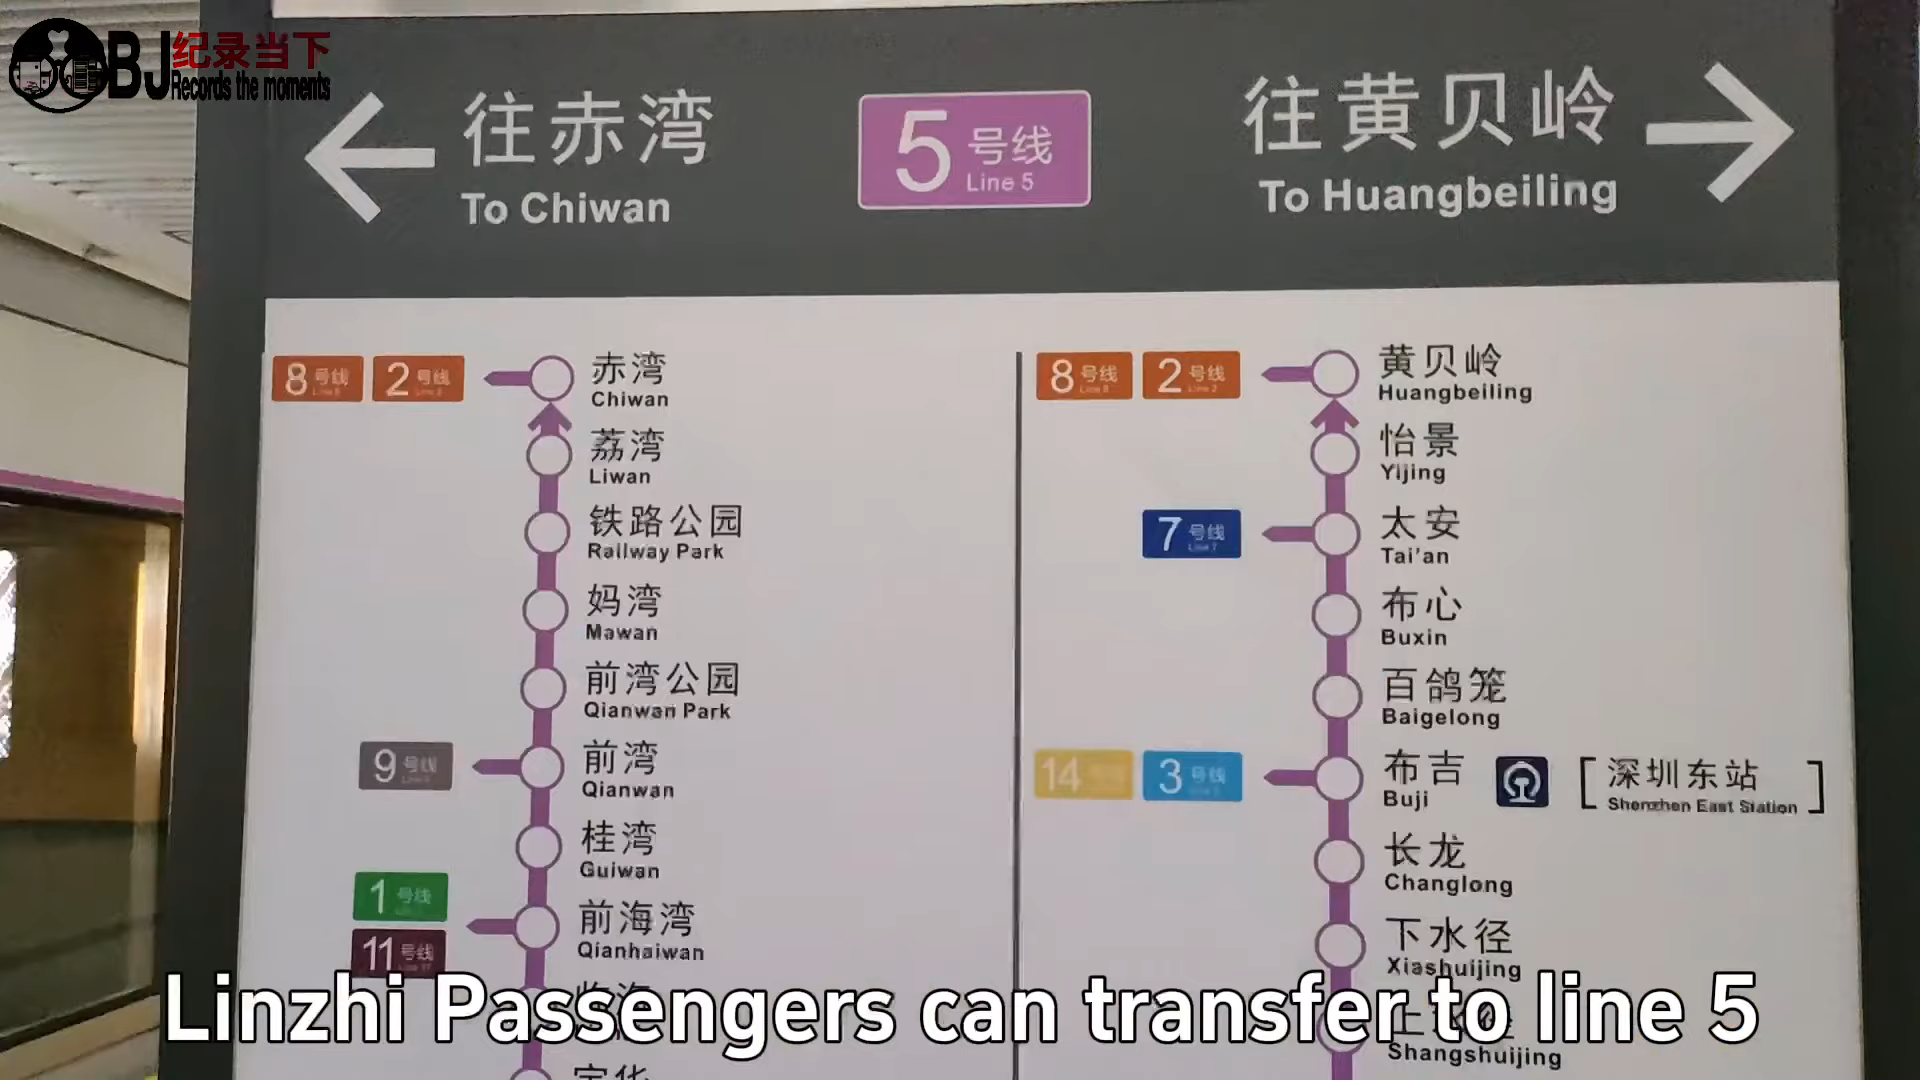 BJ纪录当下
Records the moments
往赤湾
To Chiwan
5号线
Line 5
往黄贝岭
To Huangbeiling
8号线
2号线
赤湾
Chiwan
荔湾
Liwan
铁路公园
Railway Park
妈湾
Mawan
前湾公园
Qianwan Park
9号线
前湾
Qianwan
桂湾
Guiwan
1号线
11号线
前海湾
Qianhaiwan
8号线
2号线
黄贝岭
Huangbeiling
怡景
Yijing
7号线
Line 7
太安
Tai'an
布心
Buxin
百鸽笼
Baigelong
14号线
3号线
布吉
Buji
深圳东站
Shenzhen East Station
长龙
Changlong
下水径
Xiashuijing
Shangshuijing
Linzhi Passengers can transfer to line 5